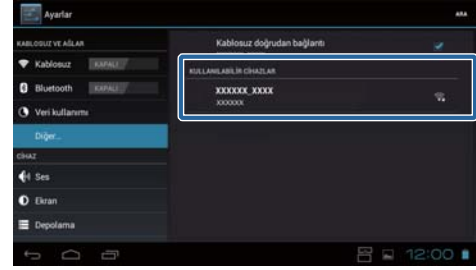 Ayarlar
ARA
KABLOSUZ VE AĞLAR
Kablosuz KAPALI
Bluetooth KAPALI
Veri kullanımı
Diğer...
CİHAZ
Ses
Ekran
Depolama
Kablosuz doğrudan bağlantı
KULLANILABİLİR CİHAZLAR
XXXXXX_XXXX
XXXXXX
12:00